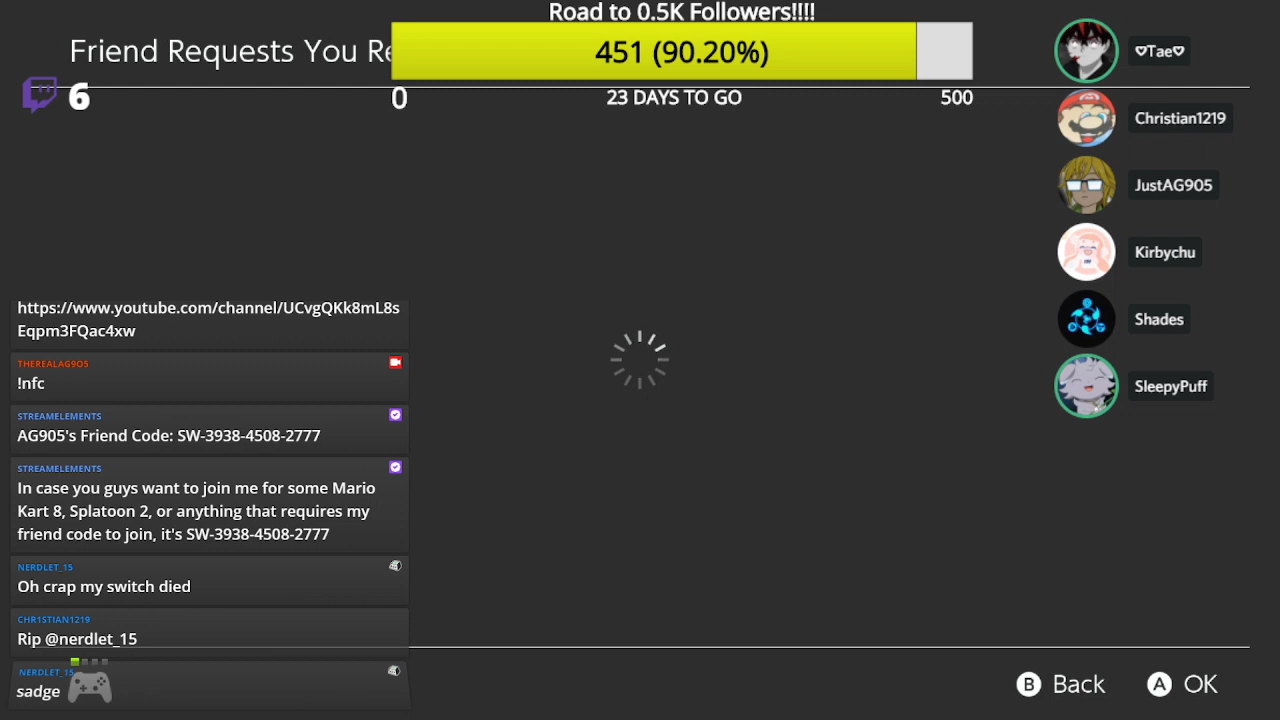 Road to 0.5K Followers!!!!
Friend Requests You Re
451 (90.20%)
6
0
23 DAYS TO GO
500
♡Tae♡
Christian1219
JustAG905
Kirbychu
Shades
SleepyPuff
https://www.youtube.com/channel/UCvgQKk8mL8s
Eqpm3FQac4xw
THEREALAG9O5
!nfc
STREAMELEMENTS
AG905's Friend Code: SW-3938-4508-2777
STREAMELEMENTS
In case you guys want to join me for some Mario
Kart 8, Splatoon 2, or anything that requires my
friend code to join, it's SW-3938-4508-2777
NERDLET_15
Oh crap my switch died
CHR1STIAN1219
Rip @nerdlet_15
NERDLET_15
sadge
B Back
A OK